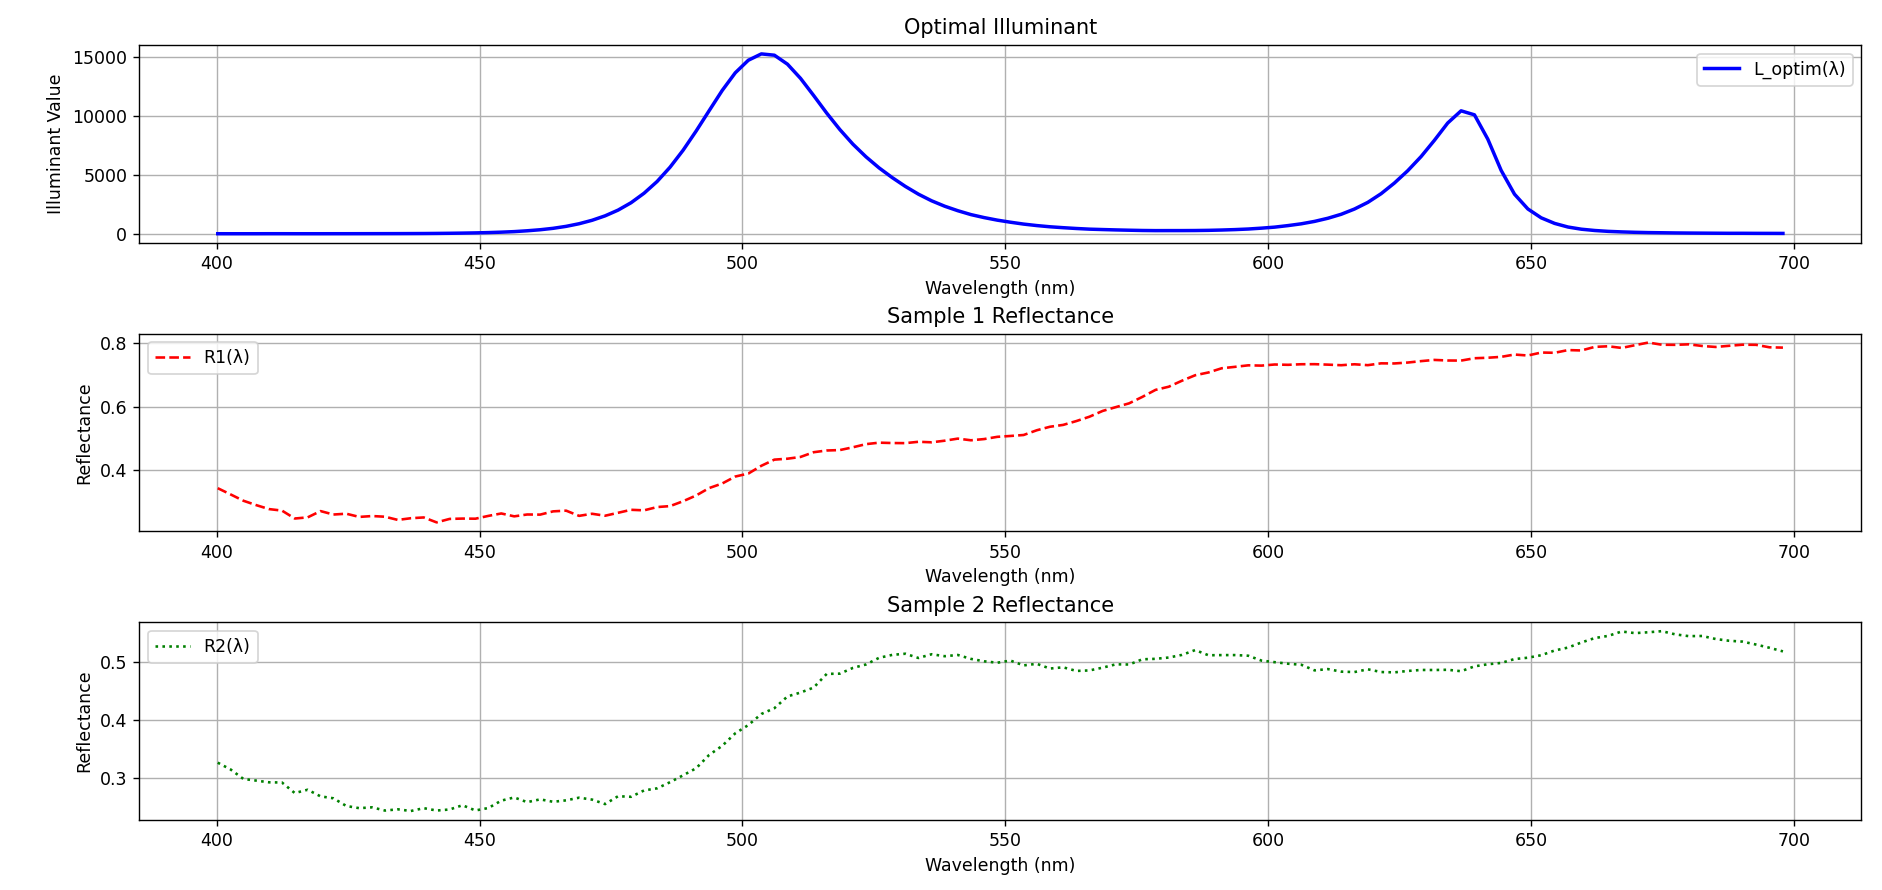 Optimal Illuminant
Illuminant Value
15000
10000
5000
0
L_optim(λ)
400 450 500 550 600 650 700
Wavelength (nm)
Sample 1 Reflectance
Reflectance
0.8
0.6
0.4
R1(λ)
400 450 500 550 600 650 700
Wavelength (nm)
Sample 2 Reflectance
Reflectance
0.5
0.4
0.3
R2(λ)
400 450 500 550 600 650 700
Wavelength (nm)